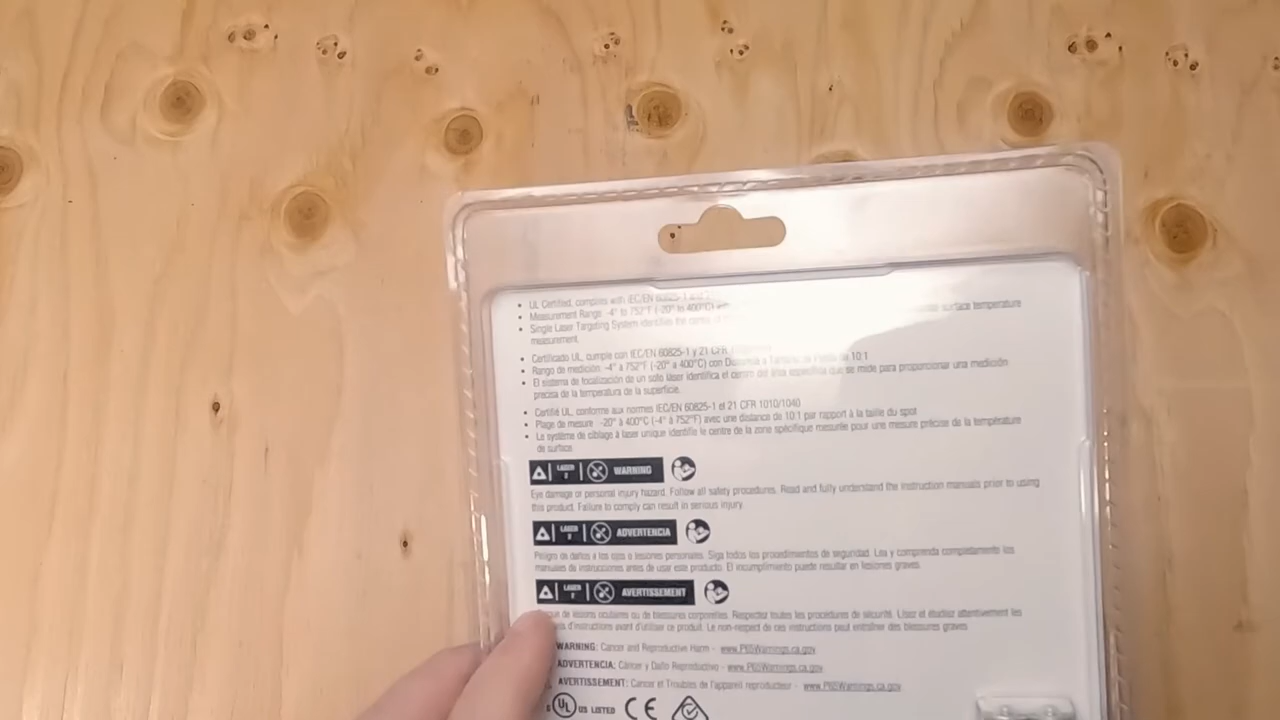 • UL Certified, complies with IEC/EN 60825-1 and
• Measurement Range: -4° to 752°F (-20° to 400°C)
surface temperature
• Single Laser Targeting System identifies the
measurement.
• Certificado UL, cumple con IEC/EN 60825-1 y 21 CFR
• Rango de medición: -4° a 752°F (-20° a 400°C) con 10:1
• El sistema de focalización de un solo láser identifica el centro del área específica que se mide para proporcionar una medición
precisa de la temperatura de la superficie.
• Certifié UL, conforme aux normes IEC/EN 60825-1 et 21 CFR 1010/1040
• Plage de mesure : -20° à 400°C (-4° à 752°F) avec une distance de 10:1 par rapport à la taille du spot
• Le système de ciblage à laser unique identifie le centre de la zone spécifique mesurée pour une mesure précise de la température
de surface.
LASER 2 WARNING
Eye damage or personal injury hazard. Follow all safety procedures. Read and fully understand the instruction manuals prior to using
this product. Failure to comply can result in serious injury.
LASER 2 ADVERTENCIA
Peligro de daños a los ojos o lesiones personales. Siga todos los procedimientos de seguridad. Lea y comprenda completamente los
manuales de instrucciones antes de usar este producto. El incumplimiento puede resultar en lesiones graves.
LASER 2 AVERTISSEMENT
de lésions oculaires ou de blessures corporelles. Respectez toutes les procédures de sécurité. Lisez et étudiez attentivement les
d'instructions avant d'utiliser ce produit. Le non-respect de ces instructions peut entraîner des blessures graves.
WARNING: Cancer and Reproductive Harm - www.P65Warnings.ca.gov
ADVERTENCIA: Cáncer y Daño Reproductivo - www.P65Warnings.ca.gov
AVERTISSEMENT: Cancer et Troubles de l'appareil reproducteur - www.P65Warnings.ca.gov
C UL US LISTED CE